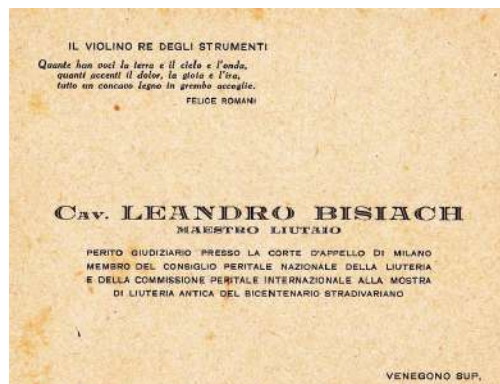 IL VIOLINO RE DEGLI STRUMENTI
Quante han voci la terra e il cielo e l'onda,
quanti accenti il dolor, la gioia e l'ira,
tutto un concavo legno in grembo accoglie.
FELICE ROMANI
Cav. LEANDRO BISIACH
MAESTRO LIUTAIO
PERITO GIUDIZIARIO PRESSO LA CORTE D'APPELLO DI MILANO
MEMBRO DEL CONSIGLIO PERITALE NAZIONALE DELLA LIUTERIA
E DELLA COMMISSIONE PERITALE INTERNAZIONALE ALLA MOSTRA
DI LIUTERIA ANTICA DEL BICENTENARIO STRADIVARIANO
VENEGONO SUP.